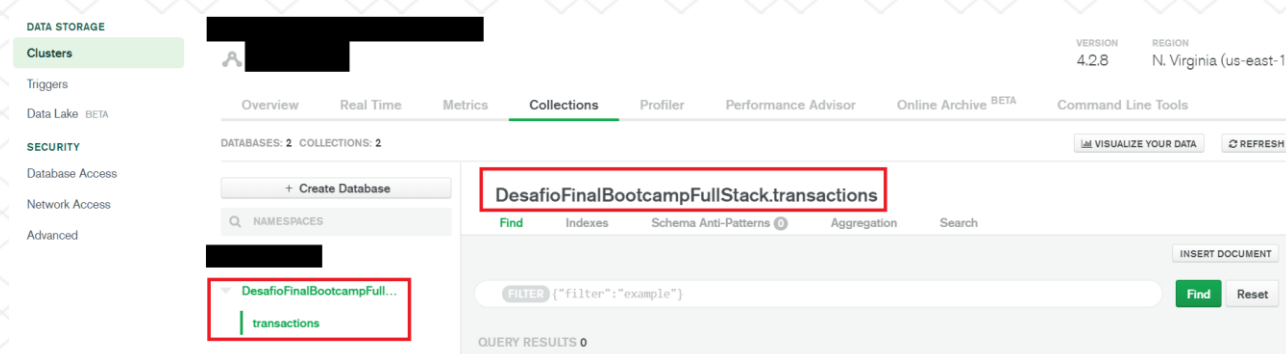 DATA STORAGE
Clusters
Triggers
Data Lake BETA
SECURITY
Database Access
Network Access
Advanced
VERSION
4.2.8
REGION
N. Virginia (us-east-1
Overview Real Time Metrics Collections Profiler Performance Advisor Online Archive BETA Command Line Tools
DATABASES: 2 COLLECTIONS: 2
VISUALIZE YOUR DATA
REFRESH
+ Create Database
NAMESPACES
DesafioFinalBootcampFull...
transactions
DesafioFinalBootcampFullStack.transactions
Find Indexes Schema Anti-Patterns 0 Aggregation Search
INSERT DOCUMENT
FILTER {"filter":"example"}
Find
Reset
QUERY RESULTS 0